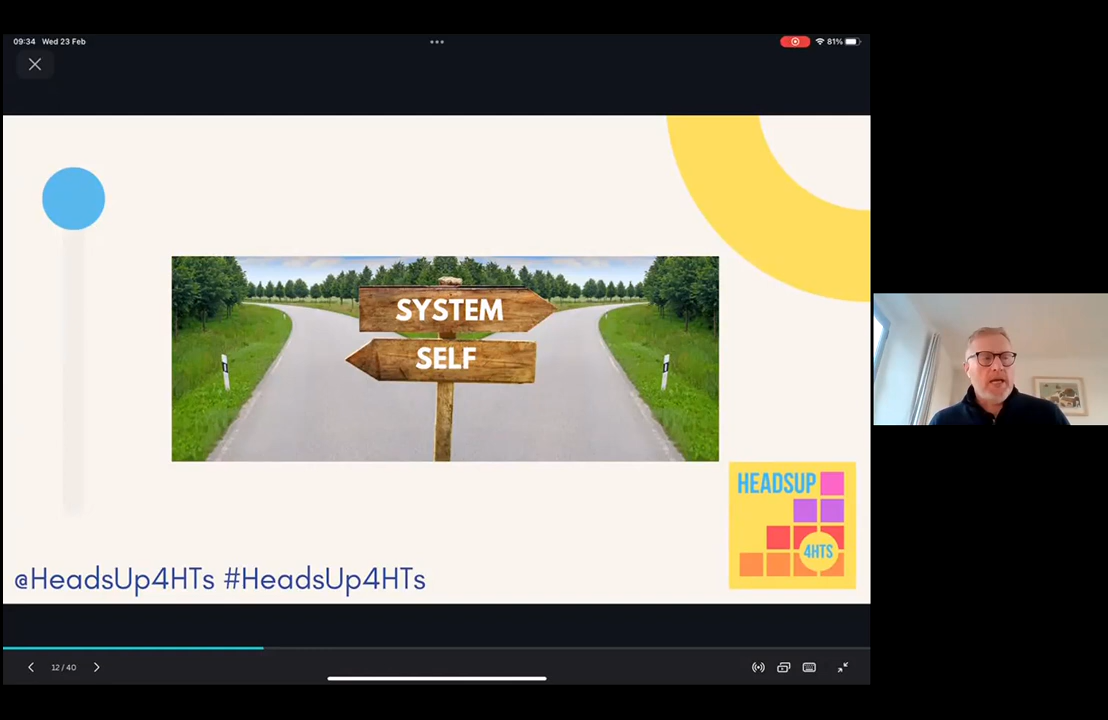 09:34 Wed 23 Feb
81%
SYSTEM
SELF
HEADSUP
4HTS
@HeadsUp4HTs #HeadsUp4HTs
12 / 40